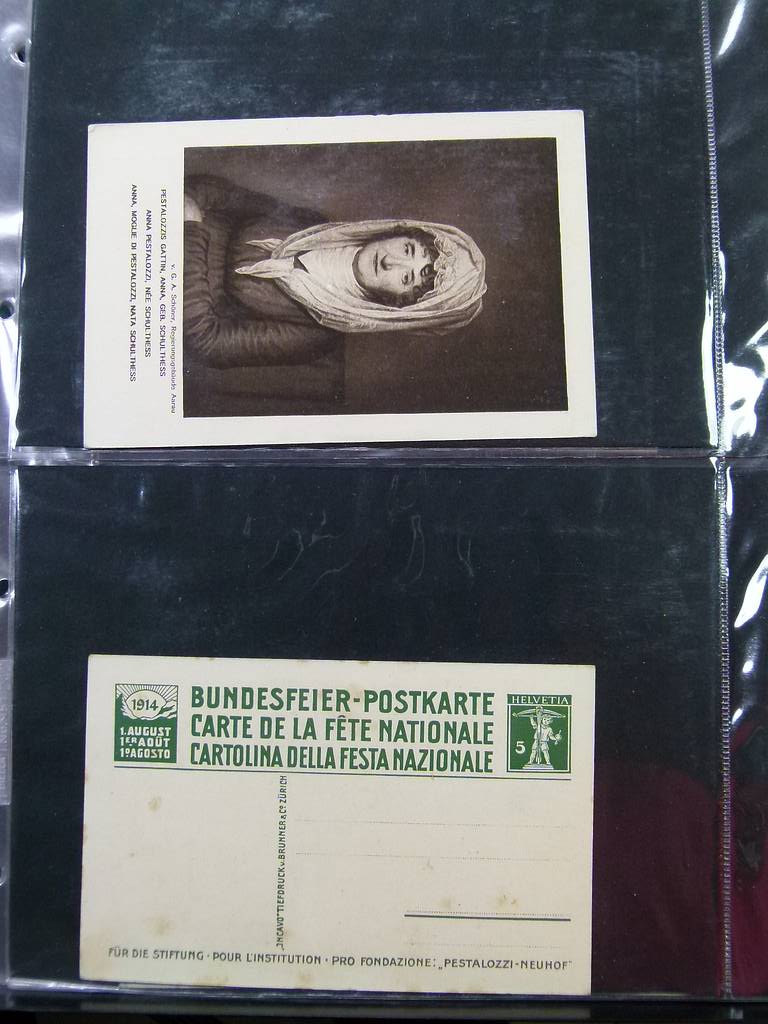 v. G. A. Schöner, Regierungsgebäude Aarau
PESTALOZZIS GATTIN, ANNA, GEB. SCHULTHESS
ANNA PESTALOZZI, NÉE SCHULTHESS
ANNA, MOGLIE DI PESTALOZZI, NATA SCHULTHESS
1914
1. AUGUST
1ER AOÛT
1º AGOSTO
BUNDESFEIER-POSTKARTE
CARTE DE LA FÊTE NATIONALE
CARTOLINA DELLA FESTA NAZIONALE
HELVETIA
5
"INCAVO" TIEFDRUCK v. BRUNNER & Cº ZÜRICH
FÜR DIE STIFTUNG · POUR L'INSTITUTION · PRO FONDAZIONE: „PESTALOZZI-NEUHOF"